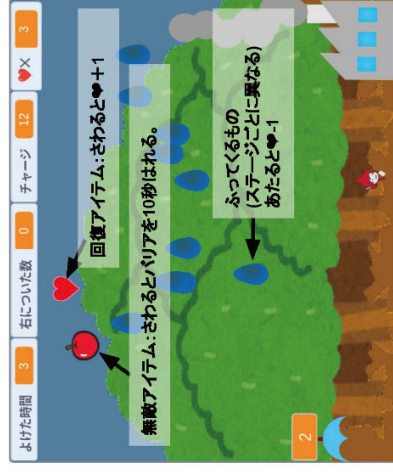 よけた時間 3
右についた数 0
チャージ 12
♥× 3
回復アイテム：さわると♥＋1
無敵アイテム：さわるとバリアを10秒はれる。
ふってくるもの
(ステージごとに異なる)
あたると♥-1
2